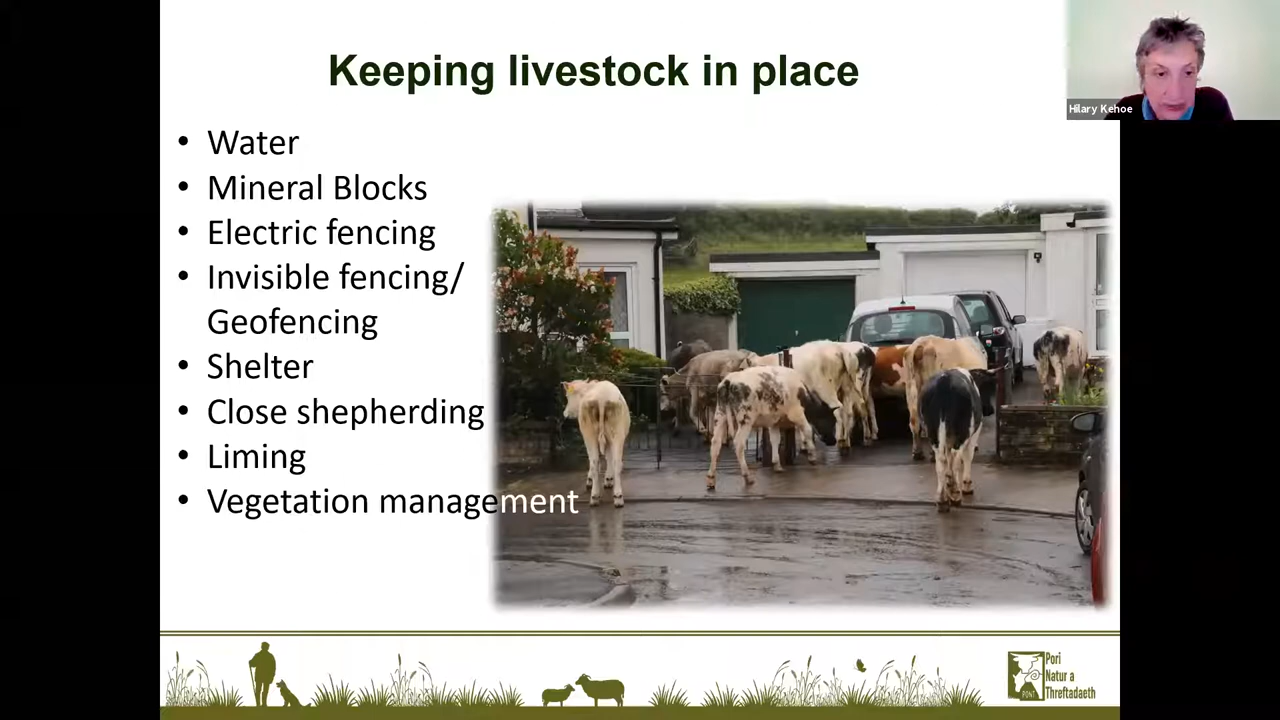 Keeping livestock in place
Hilary Kehoe
• Water
• Mineral Blocks
• Electric fencing
• Invisible fencing/
Geofencing
• Shelter
• Close shepherding
• Liming
• Vegetation management
Pori
Natur a
Threftadaeth
PONT